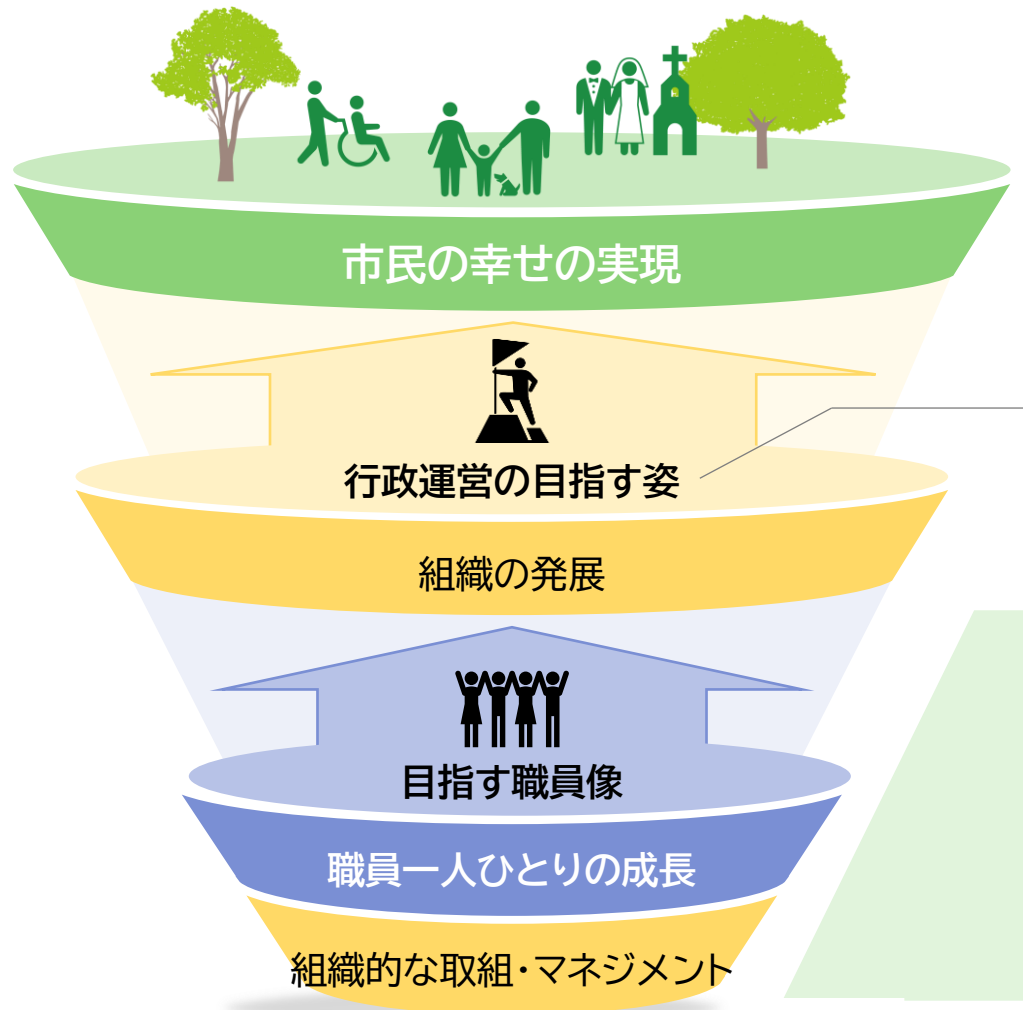 市民の幸せの実現
行政運営の目指す姿
組織の発展
目指す職員像
職員一人ひとりの成長
組織的な取組・マネジメント